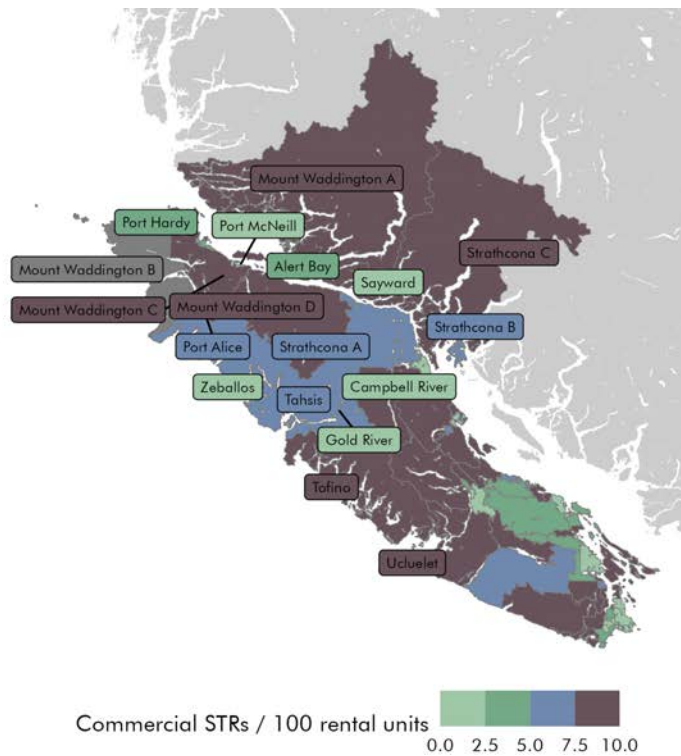 Mount Waddington A
Port Hardy
Port McNeill
Strathcona C
Mount Waddington B
Alert Bay
Sayward
Mount Waddington C
Mount Waddington D
Strathcona B
Port Alice
Strathcona A
Zeballos
Tahsis
Campbell River
Gold River
Tofino
Ucluelet
Commercial STRs / 100 rental units
0.0 2.5 5.0 7.5 10.0